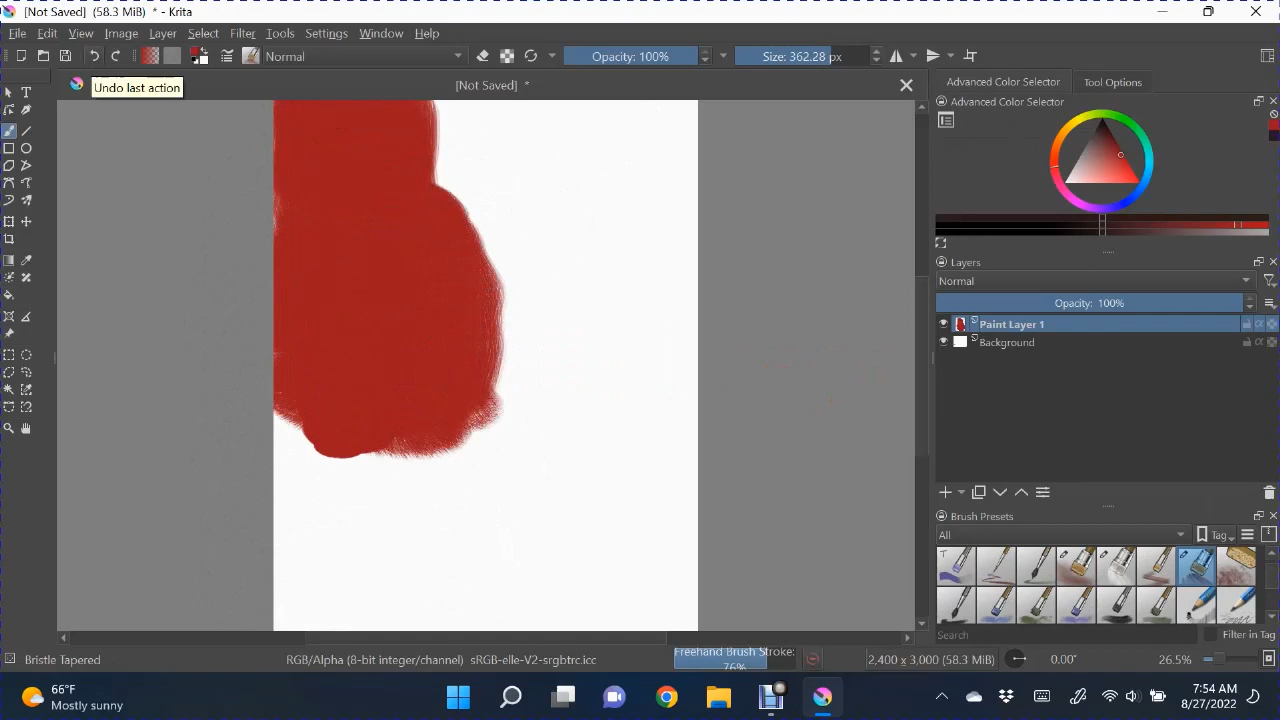 [Not Saved] (58.3 MiB) * - Krita
File Edit View Image Layer Select Filter Tools Settings Window Help
Normal Opacity: 100% Size: 362.28 px
Undo last action
[Not Saved] *
Advanced Color Selector Tool Options
Advanced Color Selector
Layers
Normal
Opacity: 100%
Paint Layer 1
Background
Brush Presets
All Tag
Search Filter in Tag
Bristle Tapered RGB/Alpha (8-bit integer/channel) sRGB-elle-V2-srgbtrc.icc Freehand Brush Stroke: 76% 2,400 x 3,000 (58.3 MiB) 0.00° 26.5%
66°F
Mostly sunny
7:54 AM
8/27/2022